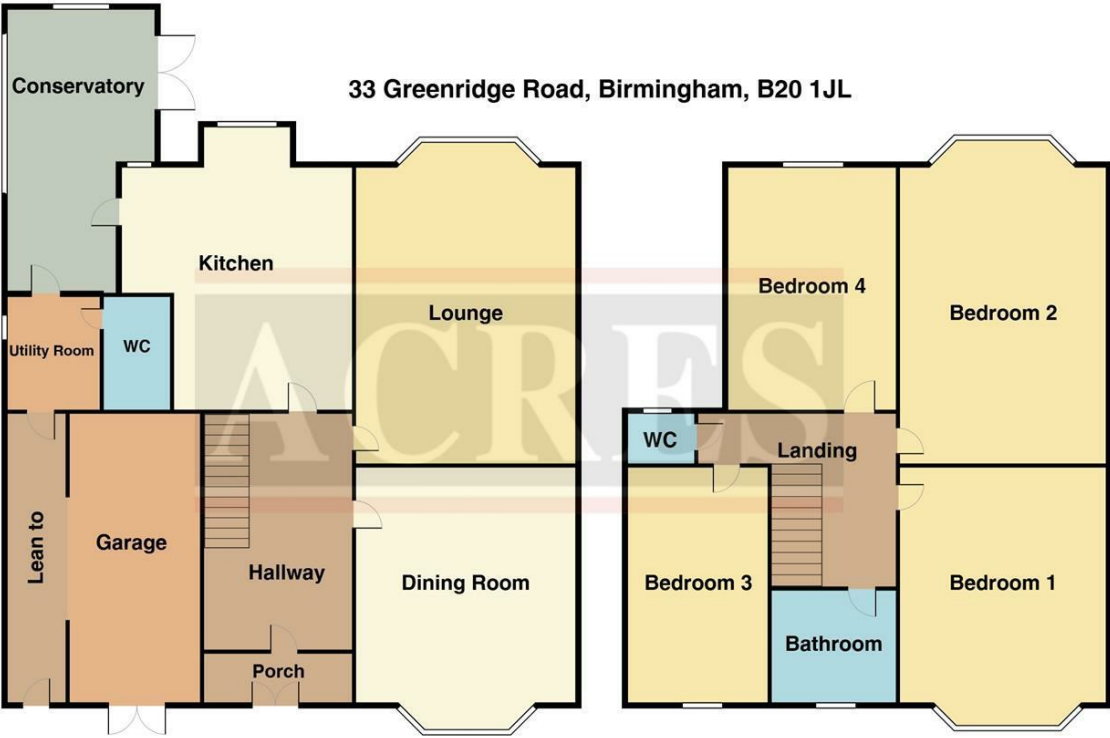 33 Greenridge Road, Birmingham, B20 1JL
Conservatory
Kitchen
Lounge
Utility Room
WC
Lean to
Garage
Hallway
Dining Room
Porch
Bedroom 4
Bedroom 2
WC
Landing
Bedroom 3
Bedroom 1
Bathroom
ACRES